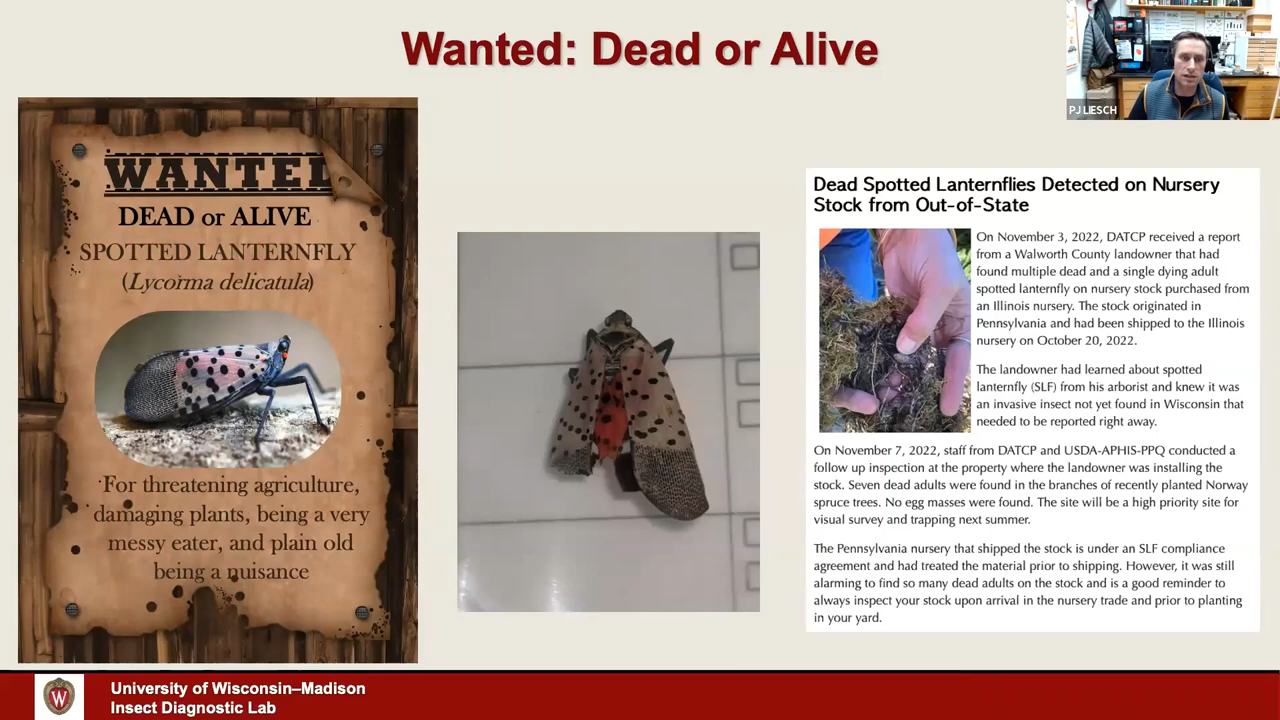 Wanted: Dead or Alive
PJ LIESCH
WANTED
DEAD or ALIVE
SPOTTED LANTERNFLY
(Lycorma delicatula)
For threatening agriculture,
damaging plants, being a very
messy eater, and plain old
being a nuisance
Dead Spotted Lanternflies Detected on Nursery
Stock from Out-of-State
On November 3, 2022, DATCP received a report
from a Walworth County landowner that had
found multiple dead and a single dying adult
spotted lanternfly on nursery stock purchased from
an Illinois nursery. The stock originated in
Pennsylvania and had been shipped to the Illinois
nursery on October 20, 2022.
The landowner had learned about spotted
lanternfly (SLF) from his arborist and knew it was
an invasive insect not yet found in Wisconsin that
needed to be reported right away.
On November 7, 2022, staff from DATCP and USDA-APHIS-PPQ conducted a
follow up inspection at the property where the landowner was installing the
stock. Seven dead adults were found in the branches of recently planted Norway
spruce trees. No egg masses were found. The site will be a high priority site for
visual survey and trapping next summer.
The Pennsylvania nursery that shipped the stock is under an SLF compliance
agreement and had treated the material prior to shipping. However, it was still
alarming to find so many dead adults on the stock and is a good reminder to
always inspect your stock upon arrival in the nursery trade and prior to planting
in your yard.
W
University of Wisconsin–Madison
Insect Diagnostic Lab